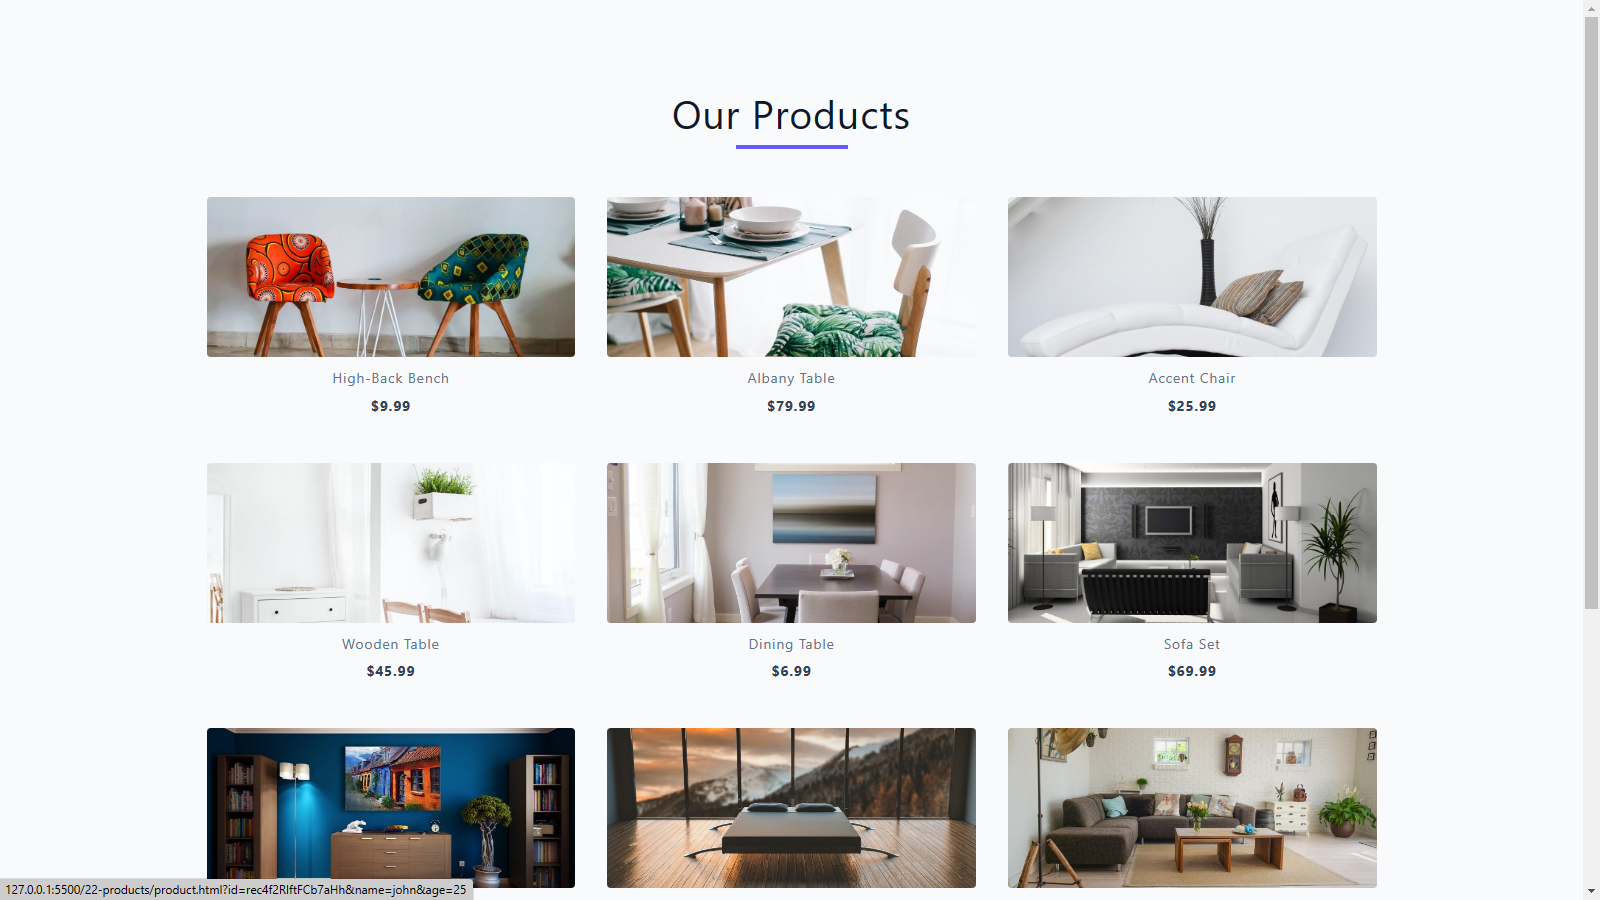 Our Products
High-Back Bench
$9.99
Albany Table
$79.99
Accent Chair
$25.99
Wooden Table
$45.99
Dining Table
$6.99
Sofa Set
$69.99
127.0.0.1:5500/22-products/product.html?id=rec4f2RIftFCb7aHh&name=john&age=25